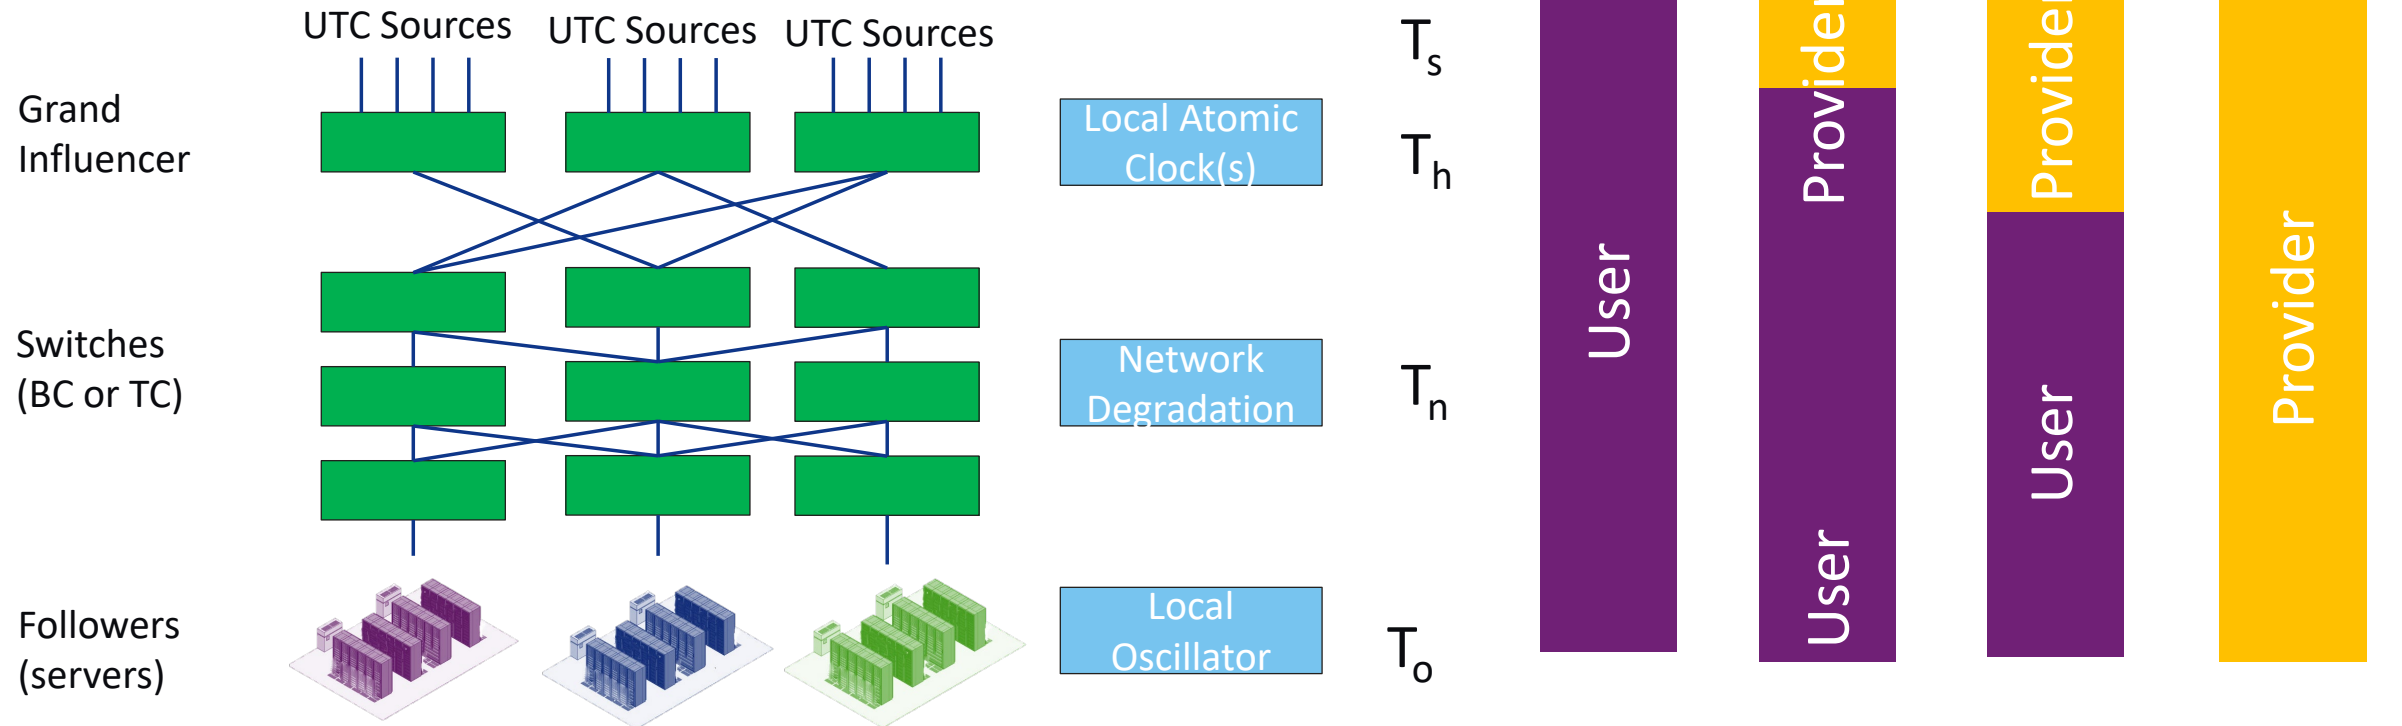 UTC Sources
UTC Sources
UTC Sources
Grand
Influencer
Switches
(BC or TC)
Followers
(servers)
Local Atomic
Clock(s)
Network
Degradation
Local
Oscillator
Ts
Th
Tn
To
User
Provider
User
Provider
User
Provider